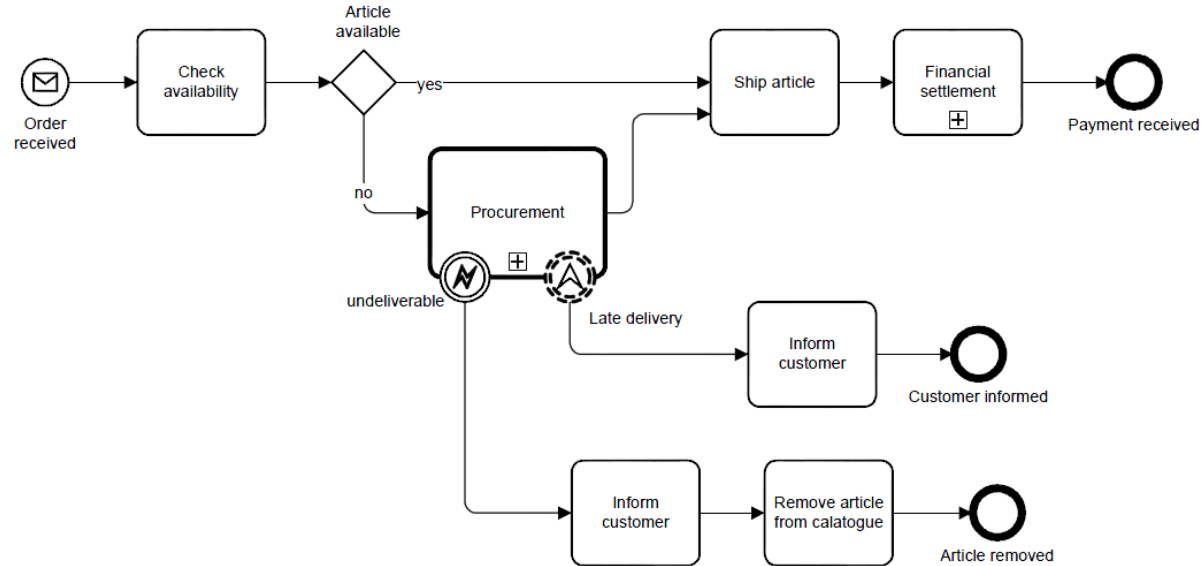 Article
available
Check
availability
yes
Ship article
Financial
settlement
Order
received
Payment received
no
Procurement
undeliverable
Late delivery
Inform
customer
Customer informed
Inform
customer
Remove article
from calatogue
Article removed